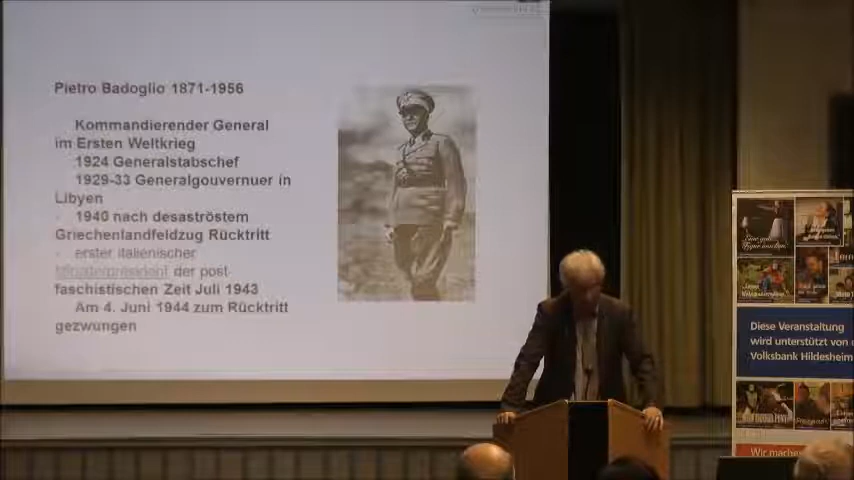 Pietro Badoglio 1871-1956
Kommandierender General
im Ersten Weltkrieg
1924 Generalstabschef
1929-33 Generalgouvernuer in
Libyen
1940 nach desaströstem
Griechenlandfeldzug Rücktritt
erster italienischer
Ministerpräsident der post
faschistischen Zeit Juli 1943
Am 4. Juni 1944 zum Rücktritt
gezwungen
Diese Veranstaltung
wird unterstützt von
Volksbank Hildesheim